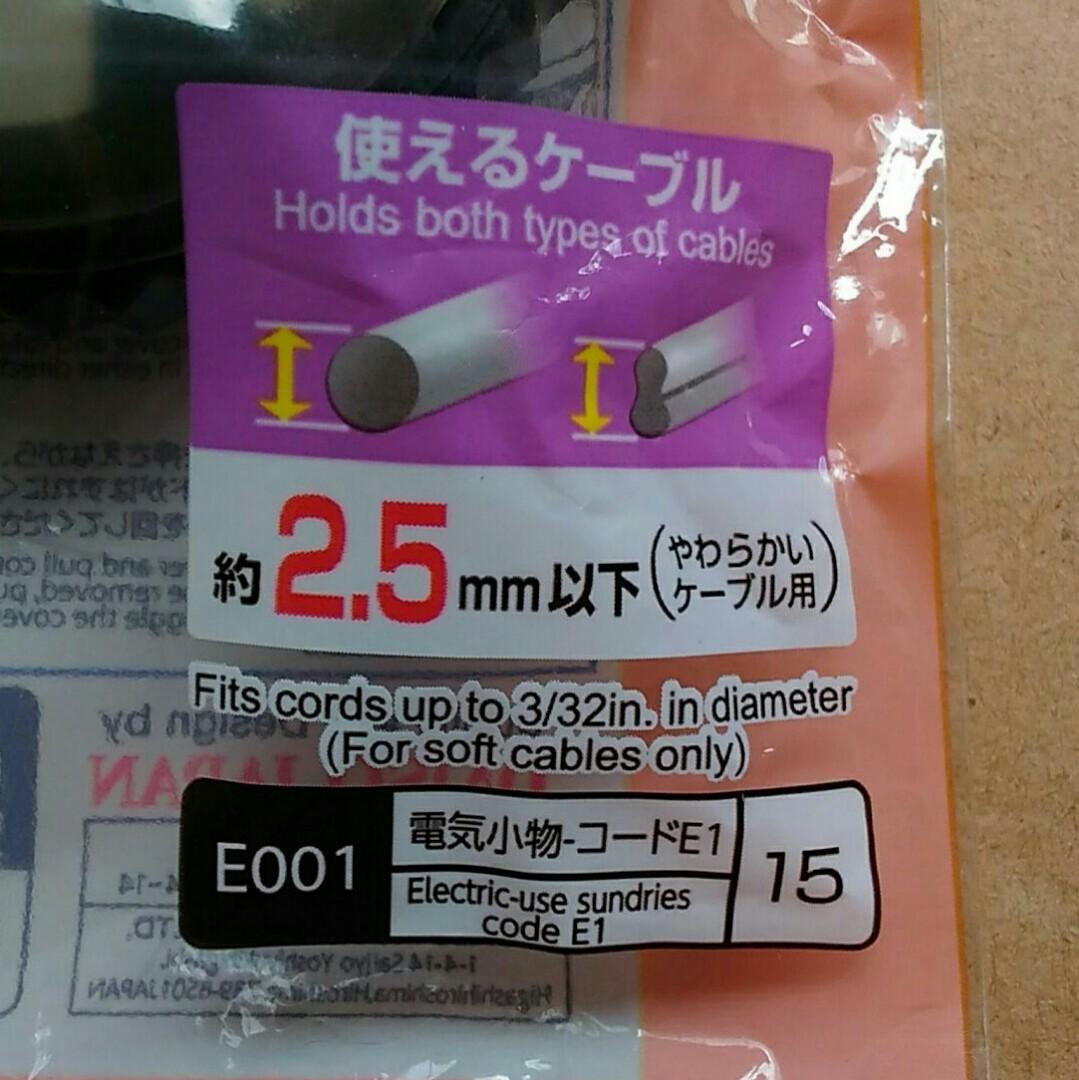 使えるケーブル
Holds both types of cables
約2.5mm以下(やわらかい
ケーブル用)
Fits cords up to 3/32in. in diameter
(For soft cables only)
E001
電気小物-コードE1
Electric-use sundries
code E1
15
Design by
JAPAN